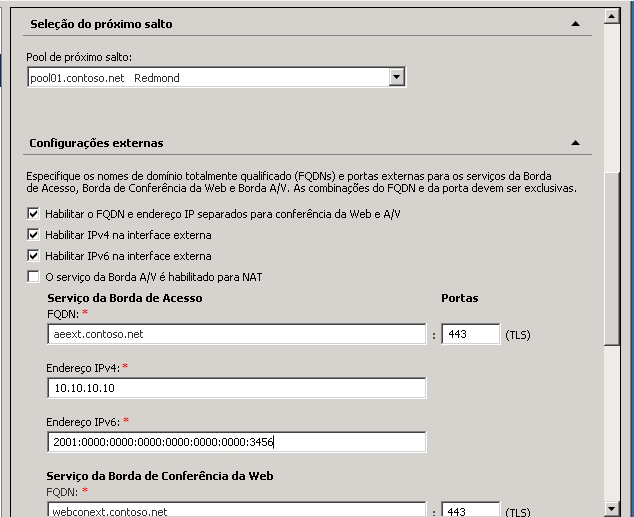 Seleção do próximo salto
Pool de próximo salto:
pool01.contoso.net Redmond
Configurações externas
Especifique os nomes de domínio totalmente qualificado (FQDNs) e portas externas para os serviços da Borda
de Acesso, Borda de Conferência da Web e Borda A/V. As combinações do FQDN e da porta devem ser exclusivas.
Habilitar o FQDN e endereço IP separados para conferência da Web e A/V
Habilitar IPv4 na interface externa
Habilitar IPv6 na interface externa
O serviço da Borda A/V é habilitado para NAT
Serviço da Borda de Acesso Portas
FQDN: *
aeext.contoso.net : 443 (TLS)
Endereço IPv4: *
10.10.10.10
Endereço IPv6: *
2001:0000:0000:0000:0000:0000:0000:3456
Serviço da Borda de Conferência da Web
FQDN: *
webconext.contoso.net : 443 (TLS)